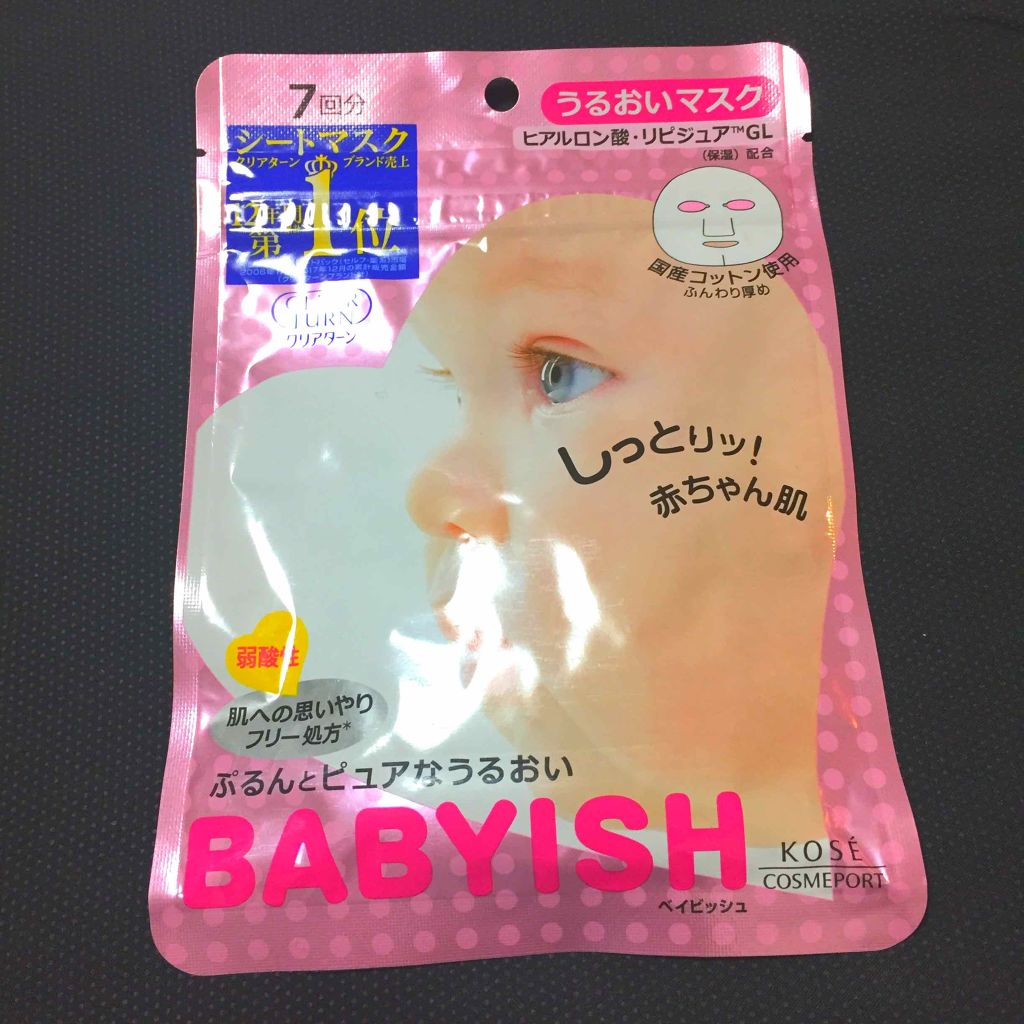 7回分
シートマスク
クリアターン ブランド売上
12年間
第1位
CLEAR
TURN
クリアターン
うるおいマスク
ヒアルロン酸・リピジュア™GL
(保湿) 配合
国産コットン使用
ふんわり厚め
しっとりッ!
赤ちゃん肌
弱酸性
肌への思いやり
フリー処方*
ぷるんとピュアなうるおい
BABYISH
ベイビッシュ
KOSÉ
COSMEPORT